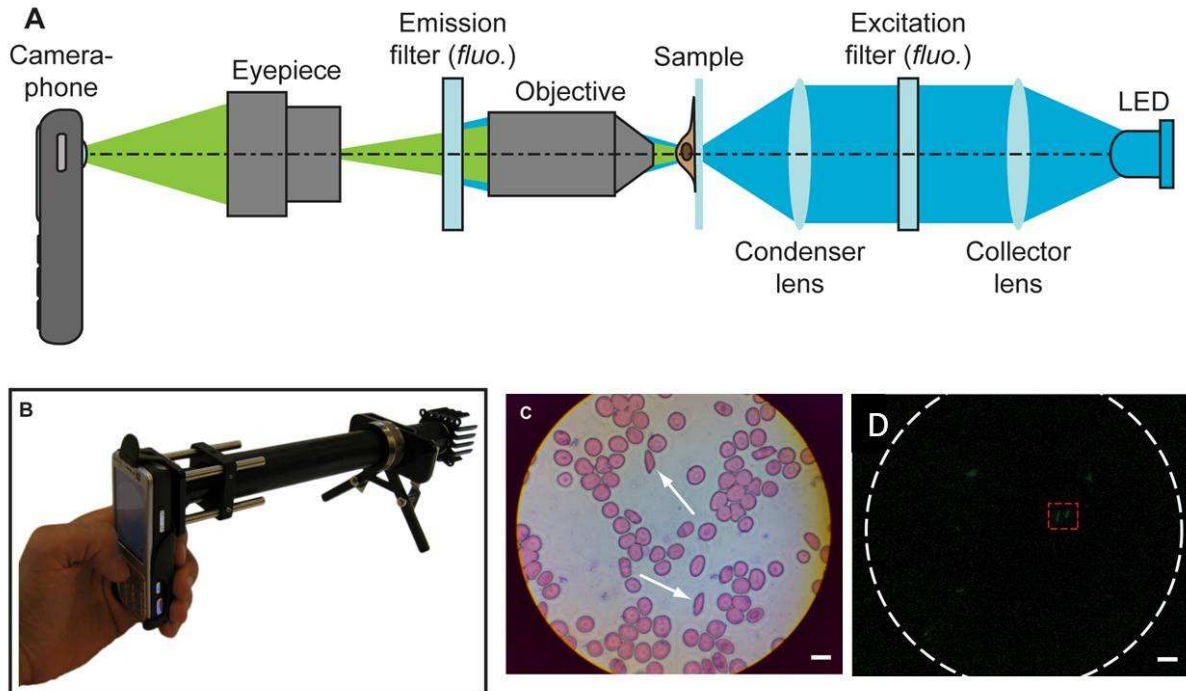 A
Camera-
phone
Eyepiece
Emission
filter (fluo.)
Objective
Sample
Excitation
filter (fluo.)
LED
Condenser
lens
Collector
lens
B
C
D